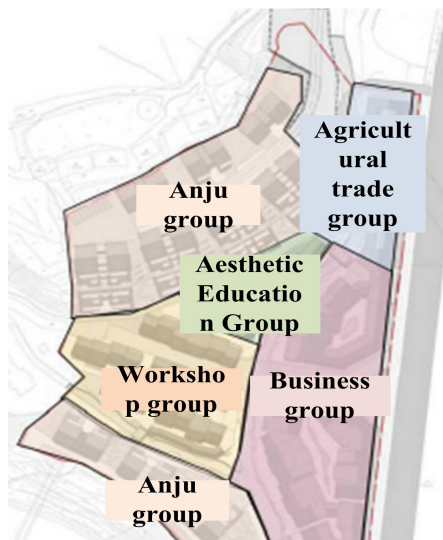 Agricult
ural
trade
group
Anju
group
Aesthetic
Educatio
n Group
Worksho
p group
Business
group
Anju
group